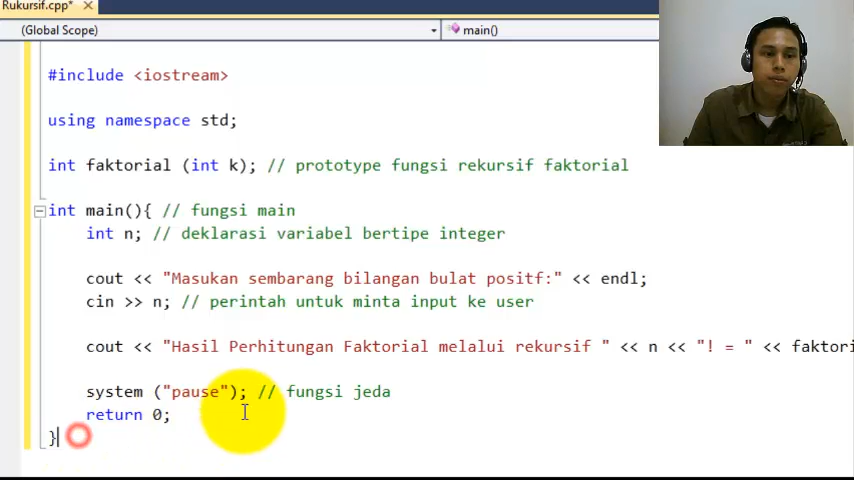 Rukursif.cpp*
(Global Scope)
main()
#include <iostream>
using namespace std;
int faktorial (int k); // prototype fungsi rekursif faktorial
int main(){ // fungsi main
int n; // deklarasi variabel bertipe integer
cout << "Masukan sembarang bilangan bulat positf:" << endl;
cin >> n; // perintah untuk minta input ke user
cout << "Hasil Perhitungan Faktorial melalui rekursif " << n << "! = " << faktori
system ("pause"); // fungsi jeda
return 0;
}